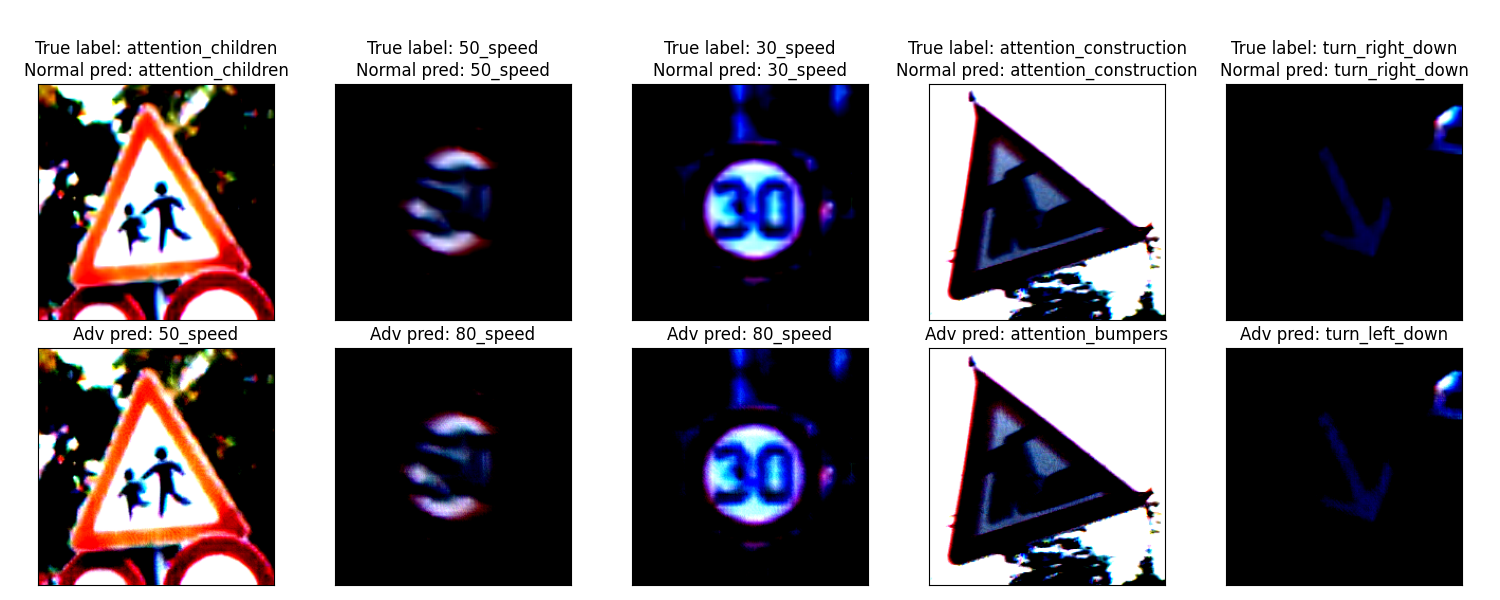 True label: attention_children
Normal pred: attention_children
True label: 50_speed
Normal pred: 50_speed
True label: 30_speed
Normal pred: 30_speed
True label: attention_construction
Normal pred: attention_construction
True label: turn_right_down
Normal pred: turn_right_down
30
Adv pred: 50_speed
Adv pred: 80_speed
Adv pred: 80_speed
Adv pred: attention_bumpers
Adv pred: turn_left_down
30